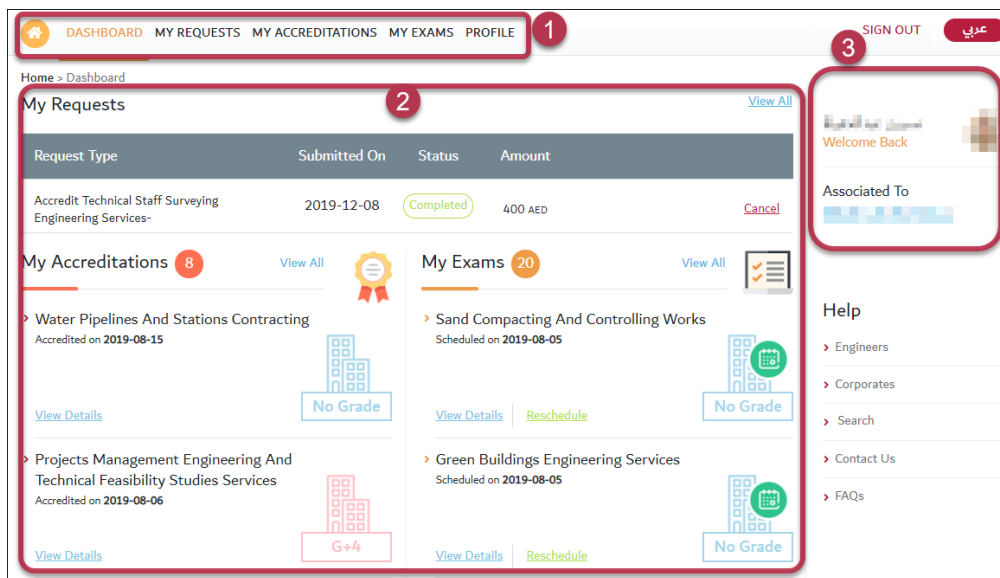 DASHBOARD MY REQUESTS MY ACCREDITATIONS MY EXAMS PROFILE 1
SIGN OUT عربي
3
Home > Dashboard
My Requests 2 View All
Request Type Submitted On Status Amount
Accredit Technical Staff Surveying
Engineering Services-
2019-12-08 Completed 400 AED Cancel
My Accreditations 8 View All
Water Pipelines And Stations Contracting
Accredited on 2019-08-15
No Grade
View Details
Projects Management Engineering And
Technical Feasibility Studies Services
Accredited on 2019-08-06
G+4
View Details
My Exams 20 View All
Sand Compacting And Controlling Works
Scheduled on 2019-08-05
No Grade
View Details Reschedule
Green Buildings Engineering Services
Scheduled on 2019-08-05
No Grade
View Details Reschedule
Welcome Back
Associated To
Help
Engineers
Corporates
Search
Contact Us
FAQs